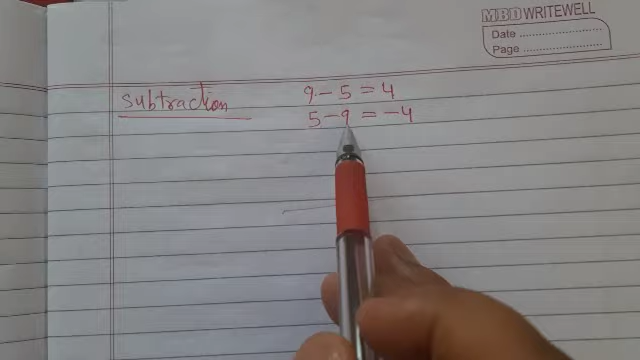 MBD WRITEWELL
Date ..................
Page ..................
Subtraction
9 - 5 = 4
5 - 9 = -4